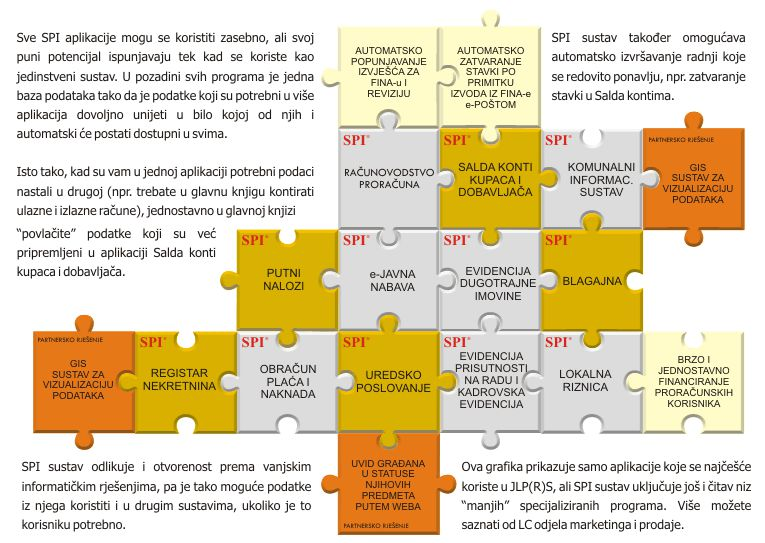 Sve SPI aplikacije mogu se koristiti zasebno, ali svoj
puni potencijal ispunjavaju tek kad se koriste kao
jedinstveni sustav. U pozadini svih programa je jedna
baza podataka tako da je podatke koji su potrebni u više
aplikacija dovoljno unijeti u bilo kojoj od njih i
automatski će postati dostupni u svima.
Isto tako, kad su vam u jednoj aplikaciji potrebni podaci
nastali u drugoj (npr. trebate u glavnu knjigu kontirati
ulazne i izlazne račune), jednostavno u glavnoj knjizi
“povlačite” podatke koji su već
pripremljeni u aplikaciji Salda konti
kupaca i dobavljača.
AUTOMATSKO
POPUNJAVANJE
IZVJEŠĆA ZA
FINA-u I
REVIZIJU
AUTOMATSKO
ZATVARANJE
STAVKI PO
PRIMITKU
IZVODA IZ FINA-e
e-POŠTOM
SPI sustav također omogućava
automatsko izvršavanje radnji koje
se redovito ponavlju, npr. zatvaranje
stavki u Salda kontima.
SPI®
RAČUNOVODSTVO
PRORAČUNA
SPI®
SALDA KONTI
KUPACA I
DOBAVLJAČA
SPI®
KOMUNALNI
INFORMAC.
SUSTAV
PARTNERSKO RJEŠENJE
GIS
SUSTAV ZA
VIZUALIZACIJU
PODATAKA
SPI®
PUTNI
NALOZI
SPI®
e-JAVNA
NABAVA
SPI®
EVIDENCIJA
DUGOTRAJNE
IMOVINE
SPI®
BLAGAJNA
PARTNERSKO RJEŠENJE
GIS
SUSTAV ZA
VIZUALIZACIJU
PODATAKA
SPI®
REGISTAR
NEKRETNINA
SPI®
OBRAČUN
PLAĆA I
NAKNADA
SPI®
UREDSKO
POSLOVANJE
SPI®
EVIDENCIJA
PRISUTNOSTI
NA RADU I
KADROVSKA
EVIDENCIJA
SPI®
LOKALNA
RIZNICA
BRZO I
JEDNOSTAVNO
FINANCIRANJE
PRORAČUNSKIH
KORISNIKA
SPI sustav odlikuje i otvorenost prema vanjskim
informatičkim rješenjima, pa je tako moguće podatke
iz njega koristiti i u drugim sustavima, ukoliko je to
korisniku potrebno.
UVID GRAĐANA
U STATUSE
NJIHOVIH
PREDMETA
PUTEM WEBA
PARTNERSKO RJEŠENJE
Ova grafika prikazuje samo aplikacije koje se najčešće
koriste u JLP(R)S, ali SPI sustav uključuje još i čitav niz
“manjih” specijaliziranih programa. Više možete
saznati od LC odjela marketinga i prodaje.